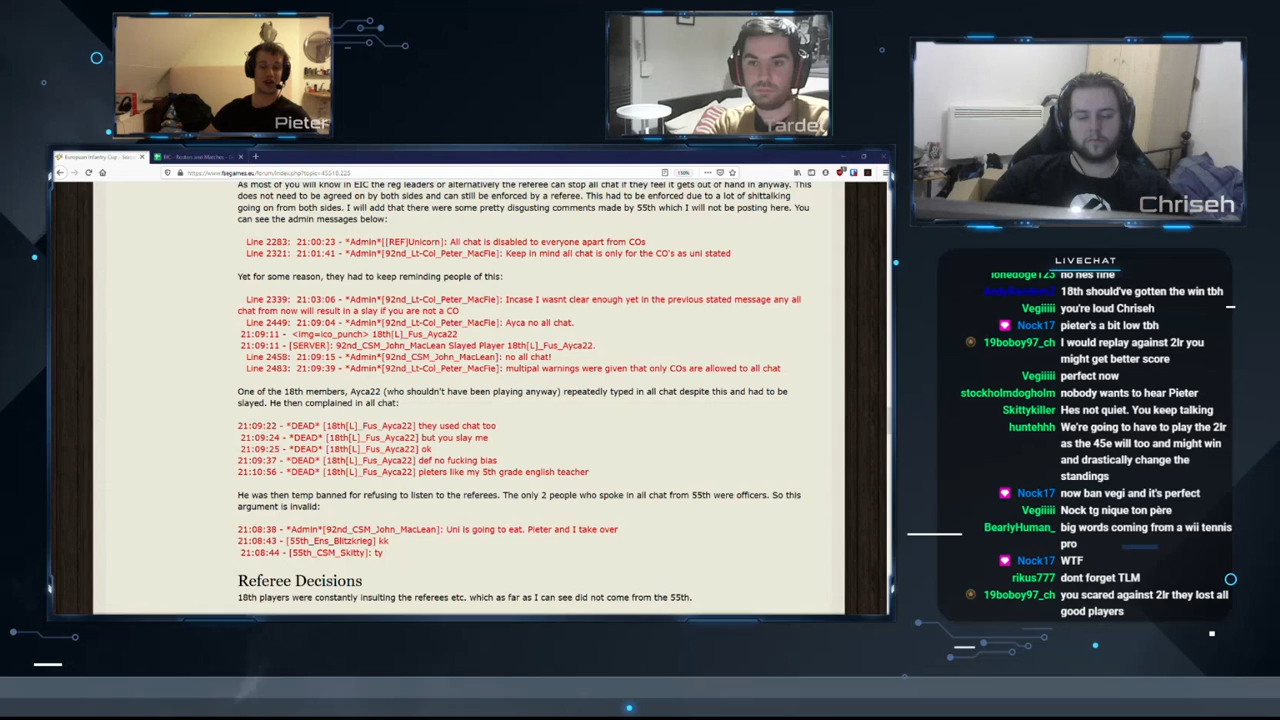 Pieter
Tardet
Chriseh
European Infantry Cup - Seaso
EIC - Rosters and Matches - G
150%
As most of you will know in EIC the reg leaders or alternatively the referee can stop all chat if they feel it gets out of hand in anyway. This
does not need to be agreed on by both sides and can still be enforced by a referee. This had to be enforced due to a lot of shittalking
going on from both sides. I will add that there were some pretty disgusting comments made by 55th which I will not be posting here. You
can see the admin messages below:
Line 2283: 21:00:23 - *Admin*[[REF]Unicorn]: All chat is disabled to everyone apart from COs
Line 2321: 21:01:41 - *Admin*[92nd_Lt-Col_Peter_MacFie]: Keep in mind all chat is only for the CO's as uni stated
Yet for some reason, they had to keep reminding people of this:
Line 2339: 21:03:06 - *Admin*[92nd_Lt-Col_Peter_MacFie]: Incase I wasnt clear enough yet in the previous stated message any all
chat from now will result in a slay if you are not a CO
Line 2449: 21:09:04 - *Admin*[92nd_Lt-Col_Peter_MacFie]: Ayca no all chat.
21:09:11 - <img=ico_punch> 18th[L]_Fus_Ayca22
21:09:11 - [SERVER]: 92nd_CSM_John_MacLean Slayed Player 18th[L]_Fus_Ayca22.
Line 2458: 21:09:15 - *Admin*[92nd_CSM_John_MacLean]: no all chat!
Line 2483: 21:09:39 - *Admin*[92nd_Lt-Col_Peter_MacFie]: multipal warnings were given that only COs are allowed to all chat
One of the 18th members, Ayca22 (who shouldn't have been playing anyway) repeatedly typed in all chat despite this and had to be
slayed. He then complained in all chat:
21:09:22 - *DEAD* [18th[L]_Fus_Ayca22] they used chat too
21:09:24 - *DEAD* [18th[L]_Fus_Ayca22] but you slay me
21:09:25 - *DEAD* [18th[L]_Fus_Ayca22] ok
21:09:37 - *DEAD* [18th[L]_Fus_Ayca22] def no fucking bias
21:10:56 - *DEAD* [18th[L]_Fus_Ayca22] pieters like my 5th grade english teacher
He was then temp banned for refusing to listen to the referees. The only 2 people who spoke in all chat from 55th were officers. So this
argument is invalid:
21:08:38 - *Admin*[92nd_CSM_John_MacLean]: Uni is going to eat. Pieter and I take over
21:08:43 - [55th_Ens_Blitzkrieg] kk
21:08:44 - [55th_CSM_Skitty]: ty
Referee Decisions
18th players were constantly insulting the referees etc. which as far as I can see did not come from the 55th.
LIVECHAT
lonedoge123 no hes fine
18th should've gotten the win tbh
Vegiiiii you're loud Chriseh
Nock17 pieter's a bit low tbh
19boboy97_ch I would replay against 2lr you
might get better score
Vegiiiii perfect now
stockholmdogholm nobody wants to hear Pieter
Skittykiller Hes not quiet. You keep talking
huntehhh We're going to have to play the 2lr
as the 45e will too and might win
and drastically change the
standings
Nock17 now ban vegi and it's perfect
Vegiiiii Nock tg nique ton père
BearlyHuman_ big words coming from a wii tennis
pro
Nock17 WTF
rikus777 dont forget TLM
19boboy97_ch you scared against 2lr they lost all
good players